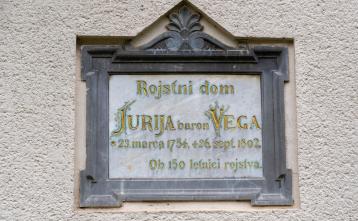 Rojstni dom
JURIJA baron VEGA
* 23. marca 1754, + 26. sept. 1802.
Ob 150 letnici rojstva.